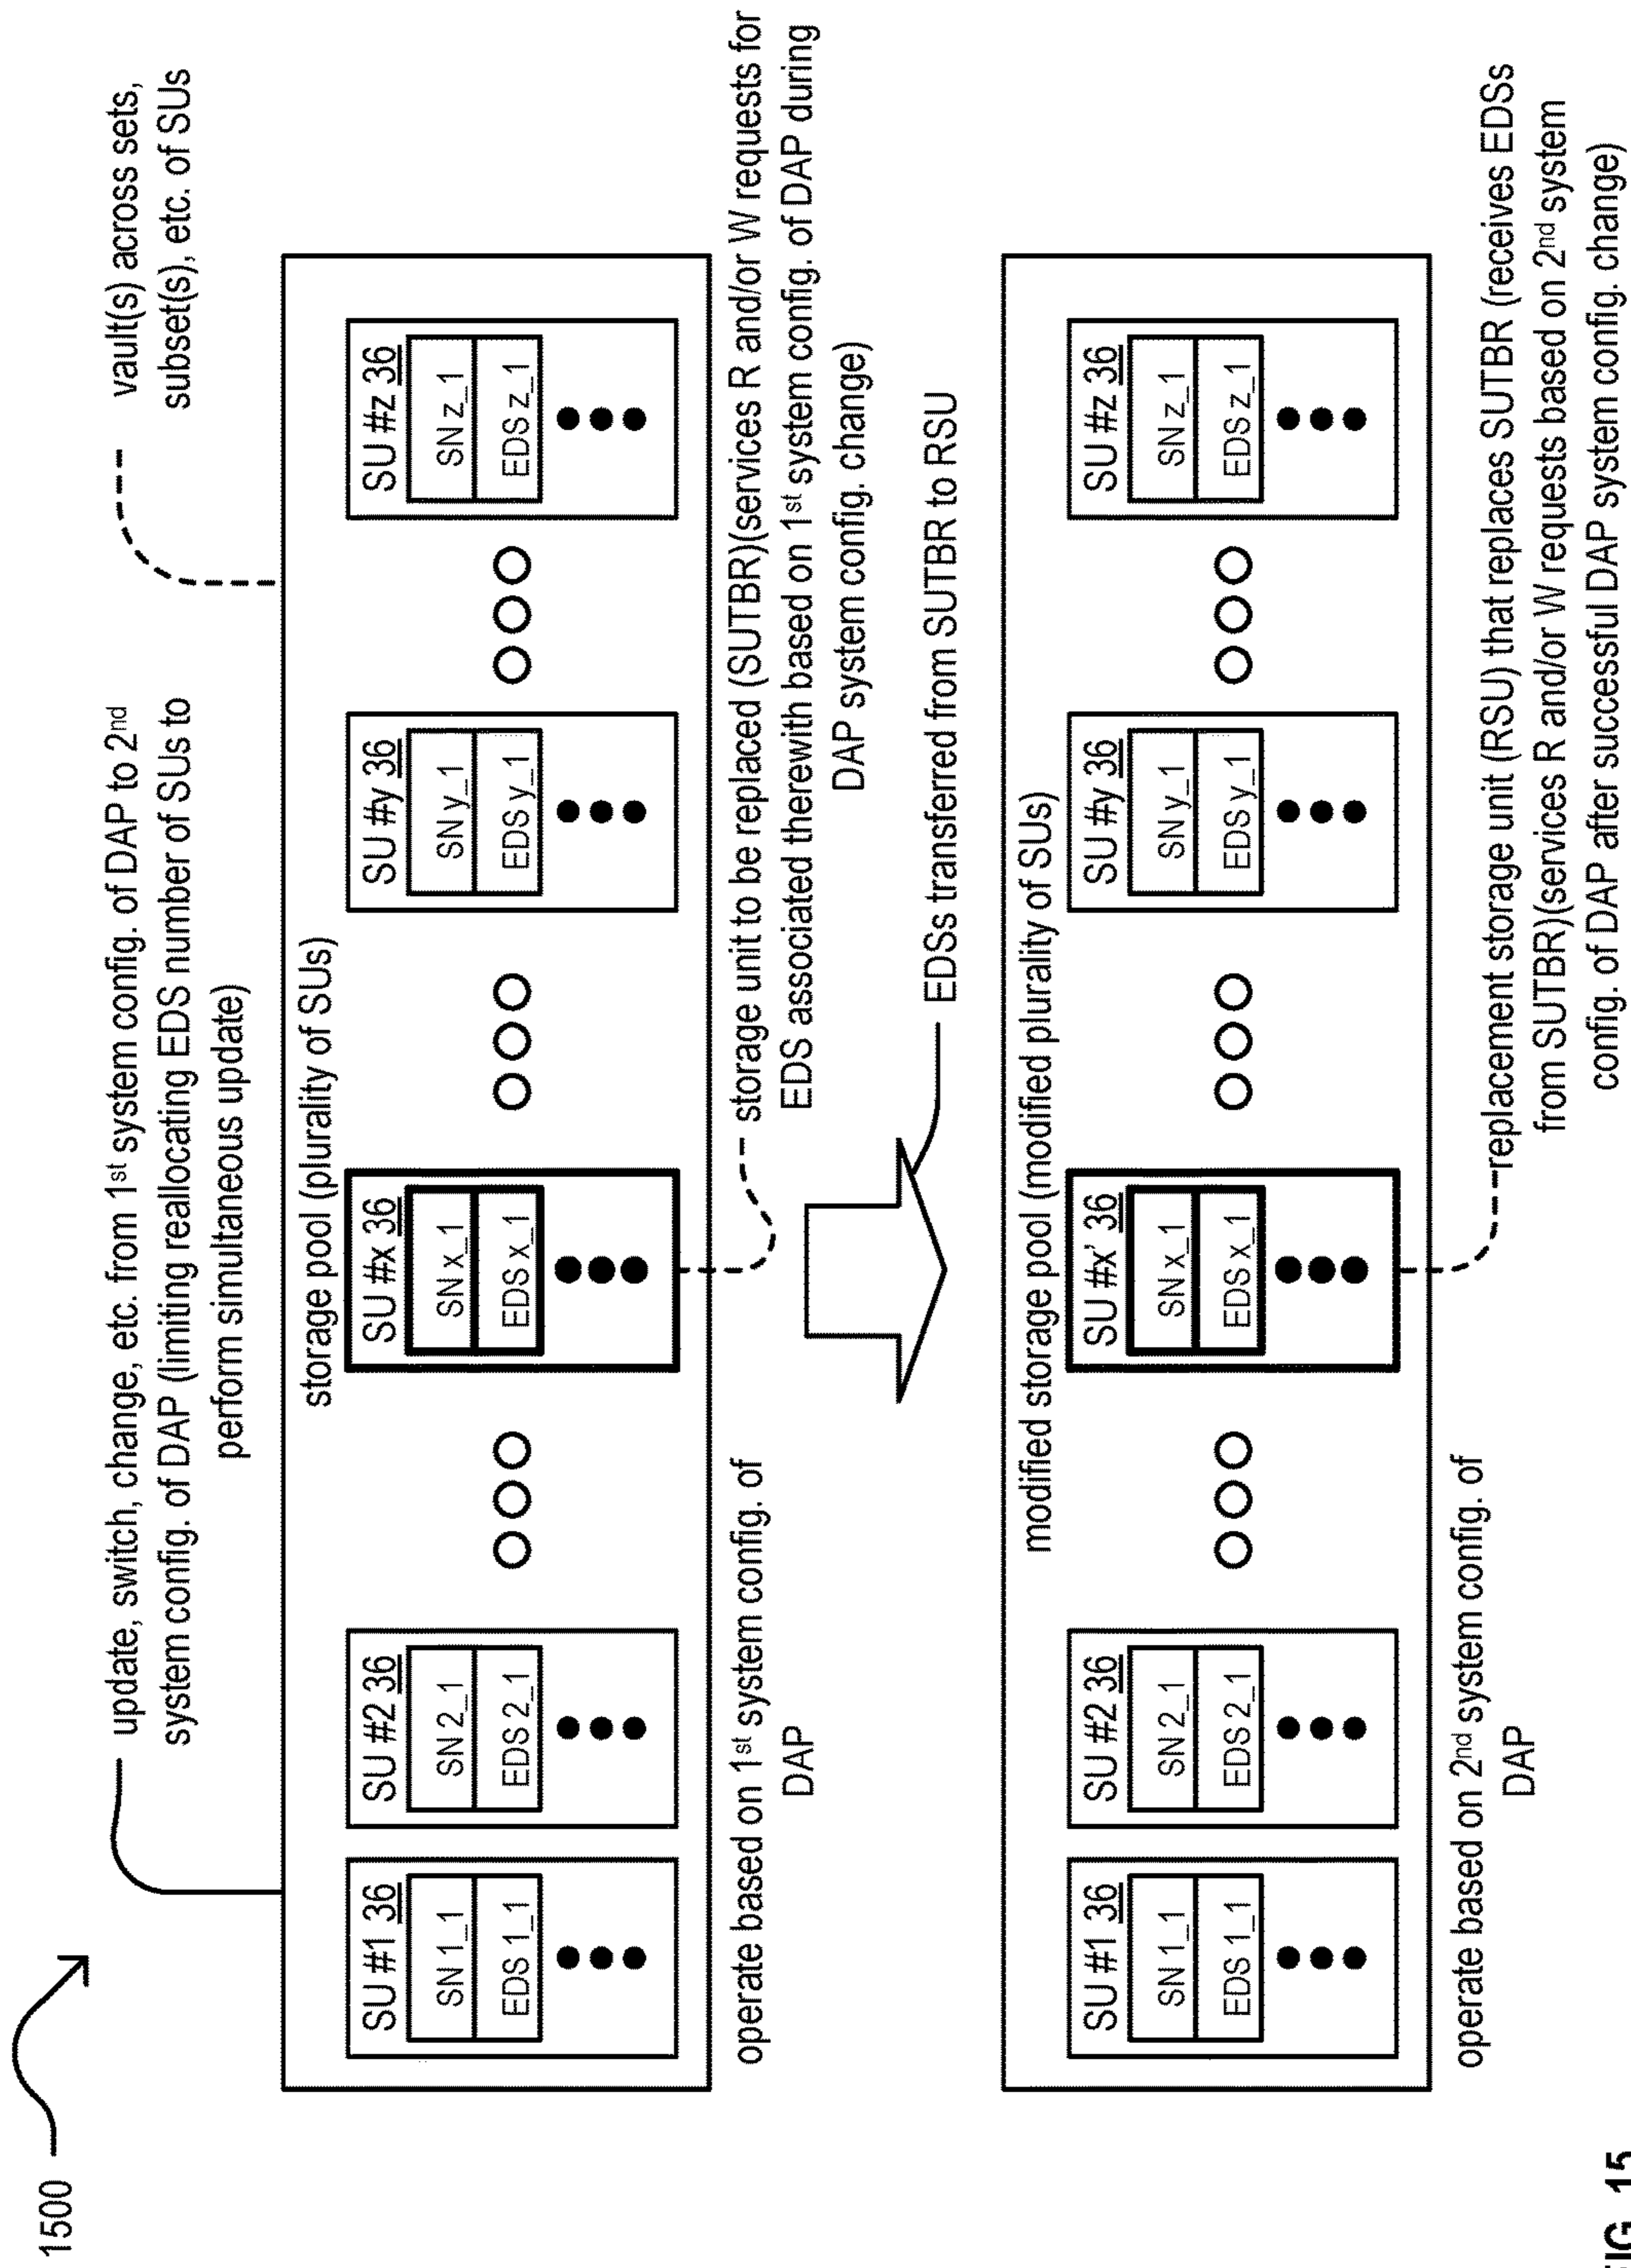 1500
update, switch, change, etc. from 1st system config. of DAP to 2nd
system config. of DAP (limiting reallocating EDS number of SUs to
perform simultaneous update)
vault(s) across sets,
subset(s), etc. of SUs
storage pool (plurality of SUs)
SU #1 36
SN 1_1
EDS 1_1
SU #2 36
SN 2_1
EDS 2_1
SU #x 36
SN x_1
EDS x_1
SU #y 36
SN y_1
EDS y_1
SU #z 36
SN z_1
EDS z_1
operate based on 1st system config. of
DAP
storage unit to be replaced (SUTBR)(services R and/or W requests for
EDS associated therewith based on 1st system config. of DAP during
DAP system config. change)
EDSs transferred from SUTBR to RSU
modified storage pool (modified plurality of SUs)
SU #1 36
SN 1_1
EDS 1_1
SU #2 36
SN 2_1
EDS 2_1
SU #x' 36
SN x_1
EDS x_1
SU #y 36
SN y_1
EDS y_1
SU #z 36
SN z_1
EDS z_1
operate based on 2nd system config. of
DAP
replacement storage unit (RSU) that replaces SUTBR (receives EDSs
from SUTBR)(services R and/or W requests based on 2nd system
config. of DAP after successful DAP system config. change)
FIG. 15